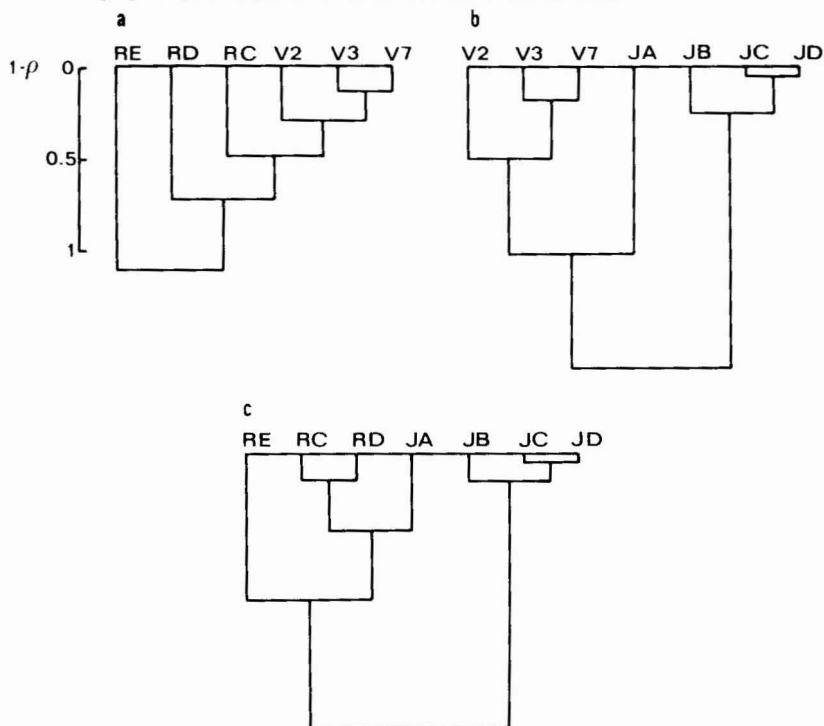 a
RE RD RC V2 V3 V7
1-ρ 0
0.5
1
b
V2 V3 V7 JA JB JC JD
c
RE RC RD JA JB JC JD